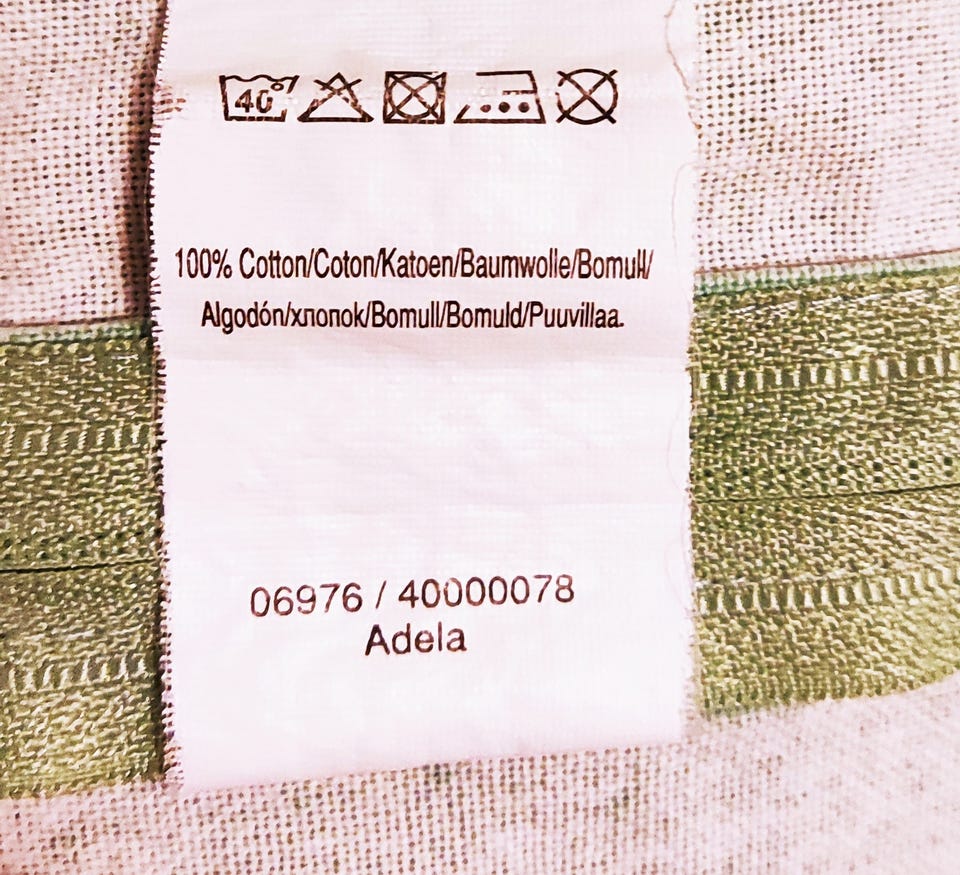 40°
100% Cotton/Coton/Katoen/Baumwolle/Bomull/
Algodón/хлопок/Bomull/Bomuld/Puuvillaa.
06976 / 40000078
Adela